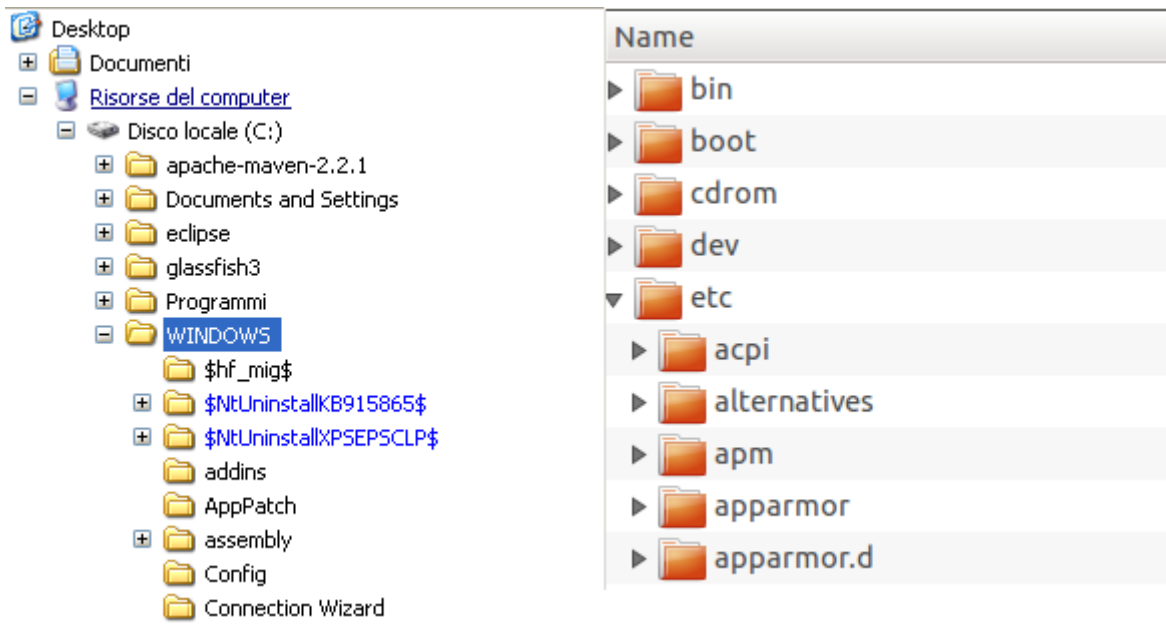 Desktop
Documenti
Risorse del computer
Disco locale (C:)
apache-maven-2.2.1
Documents and Settings
eclipse
glassfish3
Programmi
WINDOWS
$hf_mig$
$NtUninstallKB915865$
$NtUninstallXPSEPSCLP$
addins
AppPatch
assembly
Config
Connection Wizard
Name
bin
boot
cdrom
dev
etc
acpi
alternatives
apm
apparmor
apparmor.d